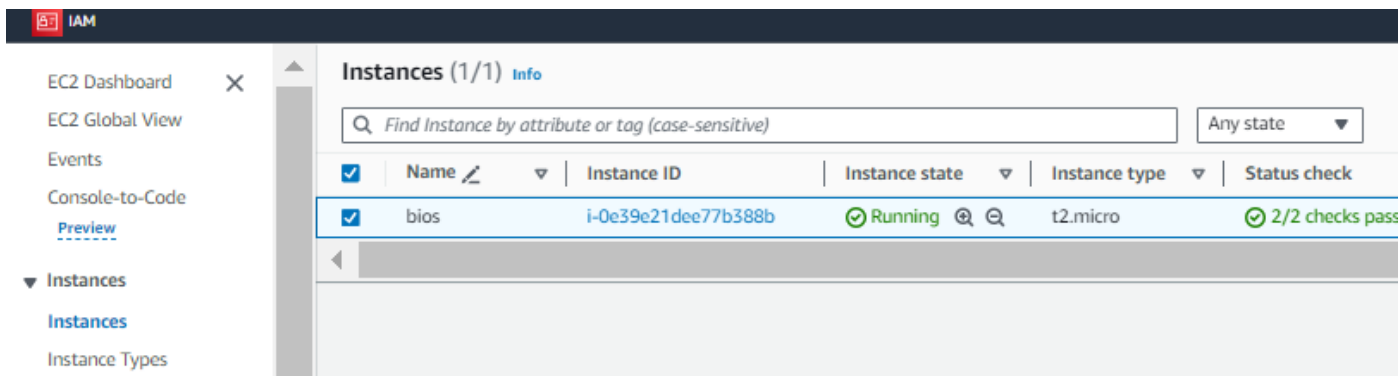 IAM
EC2 Dashboard
EC2 Global View
Events
Console-to-Code
Preview
Instances
Instances
Instance Types
Instances (1/1) Info
Find Instance by attribute or tag (case-sensitive)
Any state
Name Instance ID Instance state Instance type Status check
bios i-0e39e21dee77b388b Running t2.micro 2/2 checks pass